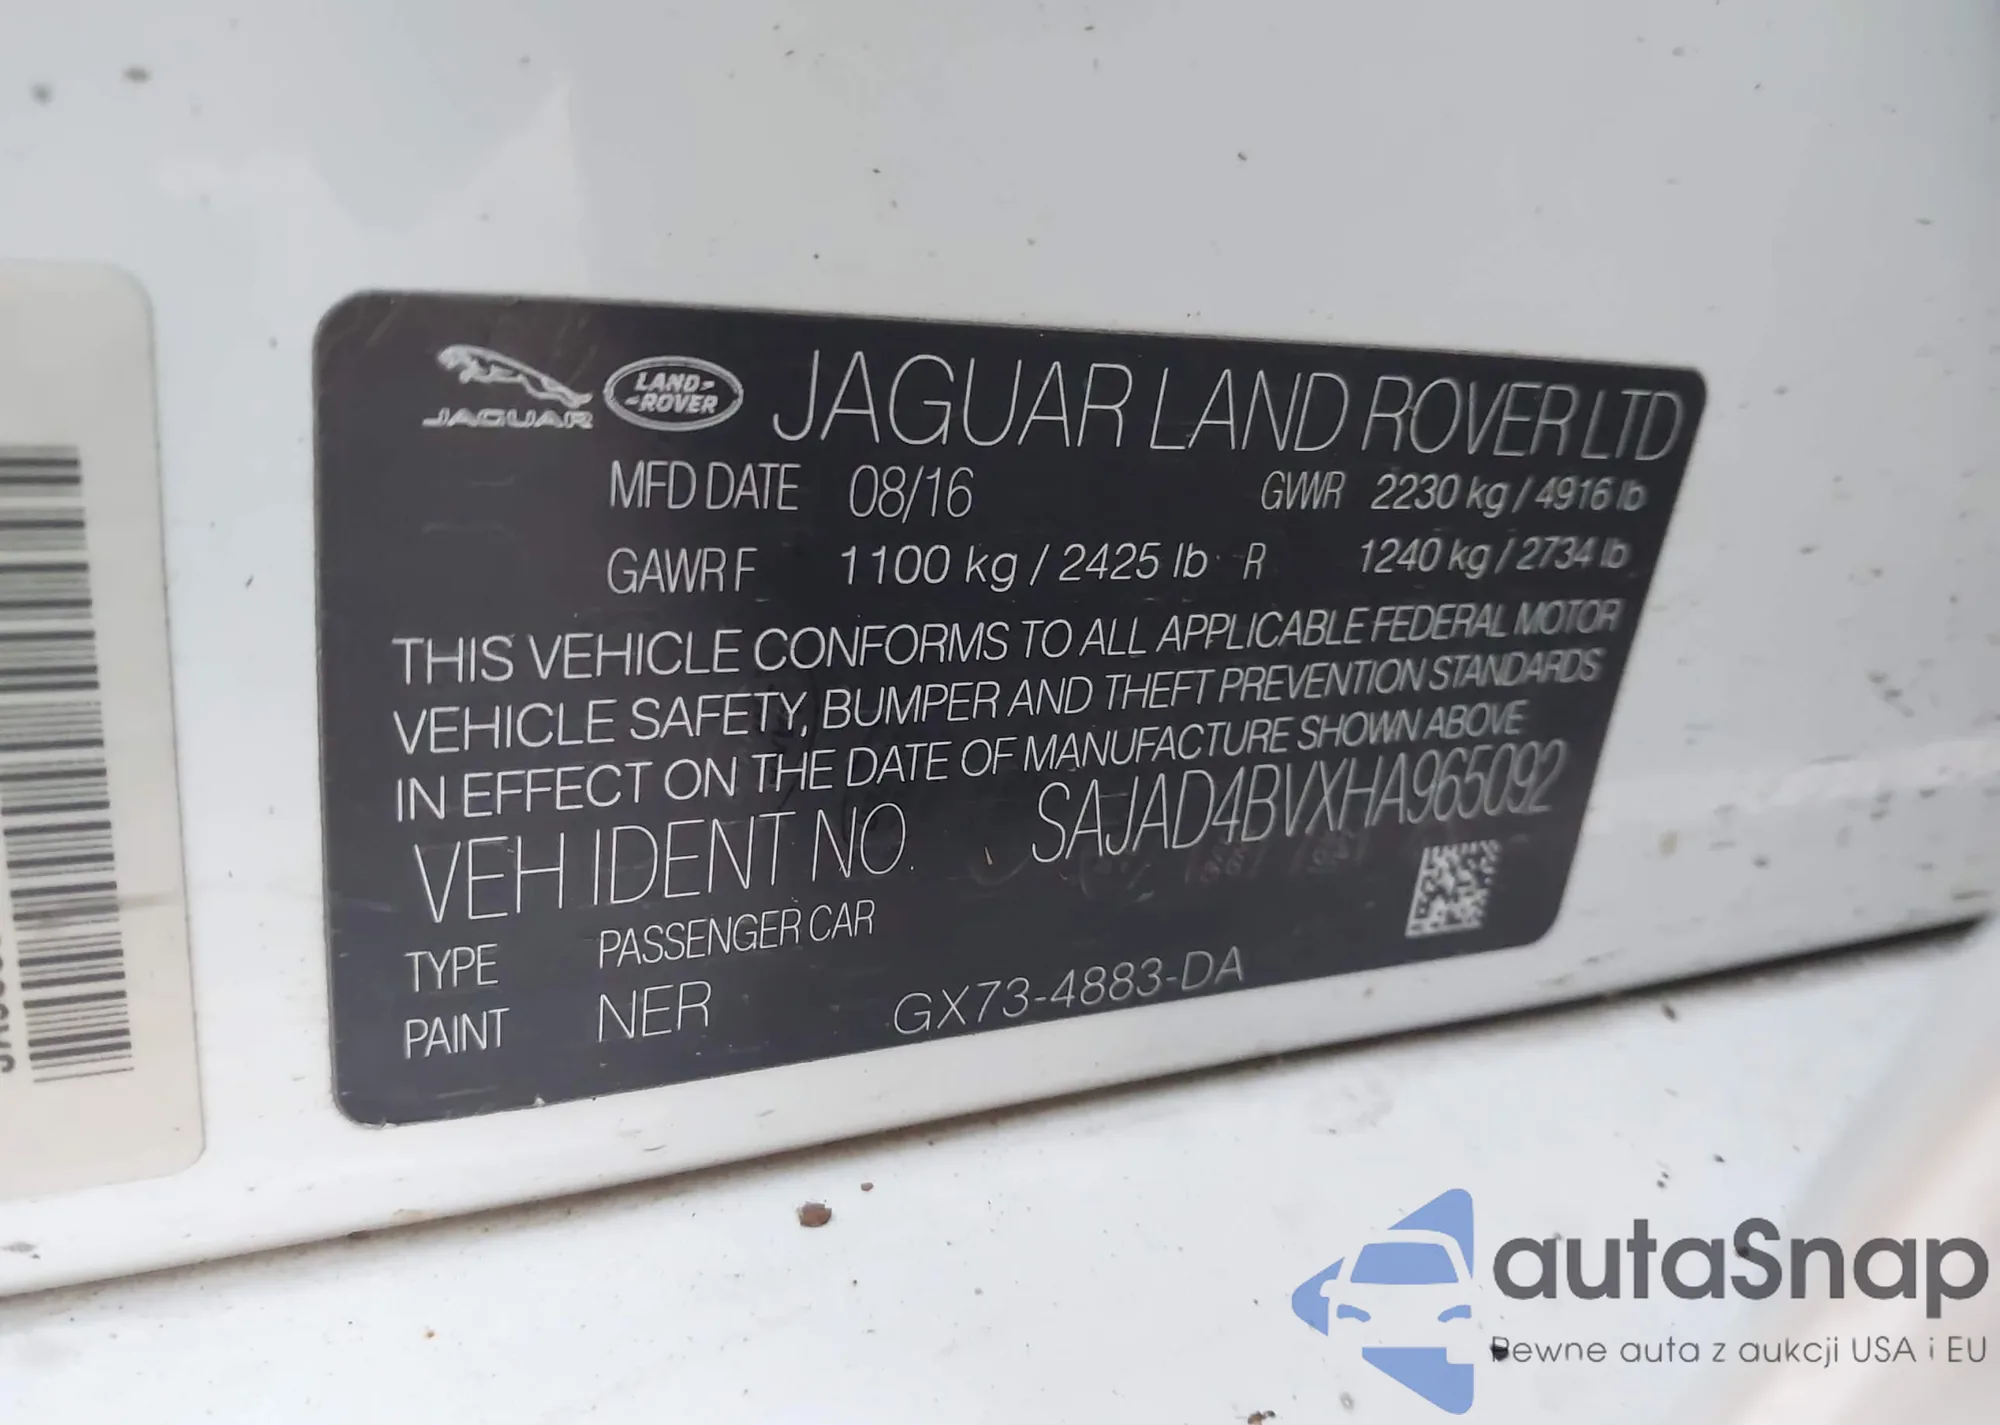 JAGUAR
LAND-
-ROVER
JAGUAR LAND ROVER LTD
MFD DATE 08/16 GVWR 2230 kg / 4916 lb
GAWR F 1100 kg / 2425 lb R 1240 kg / 2734 lb
THIS VEHICLE CONFORMS TO ALL APPLICABLE FEDERAL MOTOR
VEHICLE SAFETY, BUMPER AND THEFT PREVENTION STANDARDS
IN EFFECT ON THE DATE OF MANUFACTURE SHOWN ABOVE
VEH IDENT NO. SAJAD4BVXHA965092
TYPE PASSENGER CAR
PAINT NER GX73-4883-DA
autaSnap
Pewne auta z aukcji USA i EU